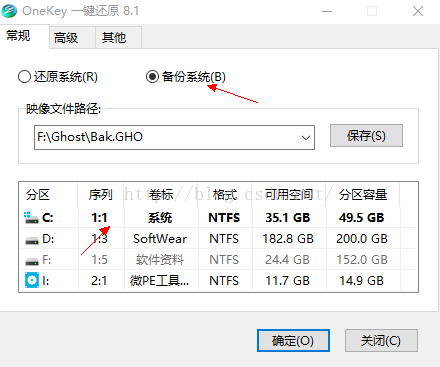 OneKey 一键还原 8.1
常规 高级 其他
还原系统(R) 备份系统(B)
映像文件路径:
F:\Ghost\Bak.GHO 保存(S)
分区 序列 卷标 格式 可用空间 分区容量
http://blog.csdn.net/
C: 1:1 系统 NTFS 35.1 GB 49.5 GB
D: 1:3 SoftWear NTFS 182.8 GB 200.0 GB
F: 1:5 软件资料 NTFS 24.4 GB 152.0 GB
I: 2:1 微PE工具... NTFS 11.7 GB 14.9 GB
确定(O) 关闭(C)